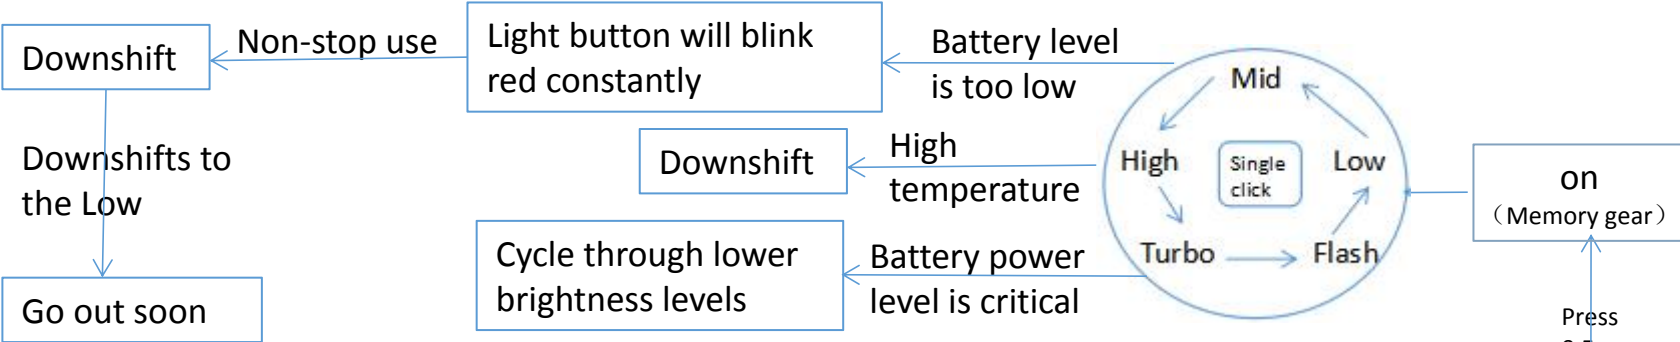 Downshift
Non-stop use
Light button will blink
red constantly
Battery level
is too low
Mid
High
Single
click
Low
Turbo
Flash
on
（Memory gear）
Downshift
High
temperature
Downshifts to
the Low
Cycle through lower
brightness levels
Battery power
level is critical
Go out soon
Press